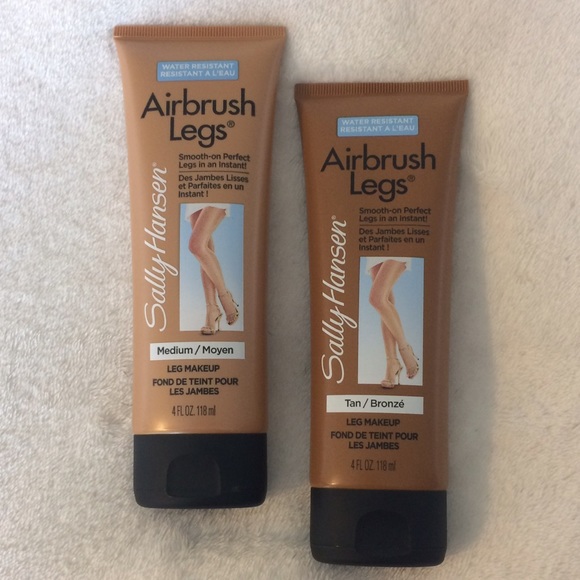 WATER RESISTANT
RESISTANT A L'EAU
Airbrush
Legs®
Smooth-on Perfect
Legs in an Instant!
Des Jambes Lisses
et Parfaites en un
Instant !
Sally Hansen®
Medium / Moyen
LEG MAKEUP
FOND DE TEINT POUR
LES JAMBES
4 FL OZ. 118 ml
WATER RESISTANT
RESISTANT À L'EAU
Airbrush
Legs®
Smooth-on Perfect
Legs in an Instant!
Des Jambes Lisses
et Parfaites en un
Instant !
Sally Hansen®
Tan / Bronzé
LEG MAKEUP
FOND DE TEINT POUR
LES JAMBES
4 FL OZ. 118 ml